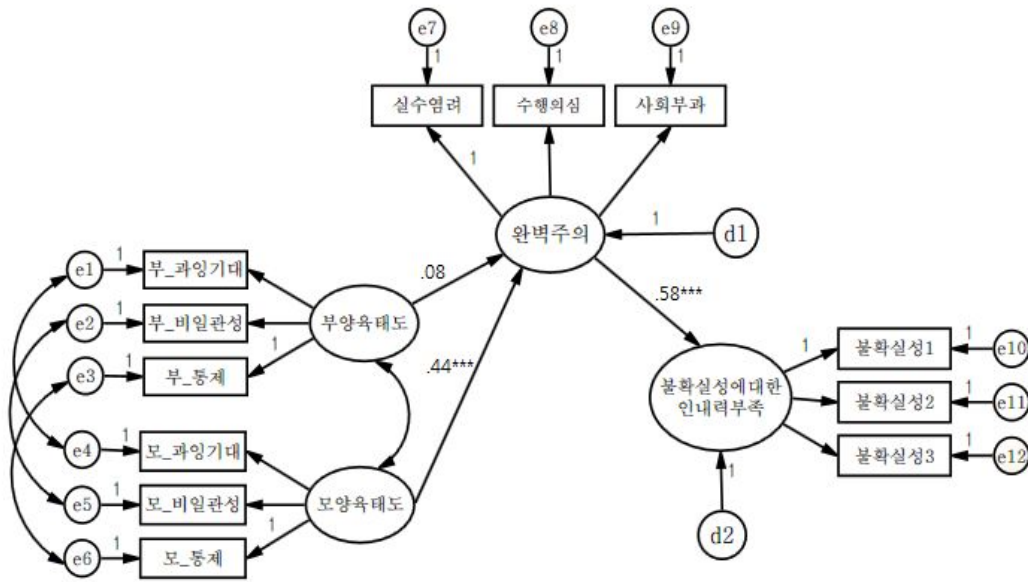 e7
e8
e9
1
1
1
실수염려
수행의심
사회부과
1
완벽주의
1
d1
e1
1
부_과잉기대
.08
e2
1
부_비일관성
부양육태도
.58***
e3
1
부_통제
1
.44***
1
불확실성1
1
e10
불확실성에대한
인내력부족
불확실성2
1
e11
e4
1
모_과잉기대
불확실성3
1
e12
e5
1
모_비일관성
모양육태도
1
e6
1
모_통제
1
d2